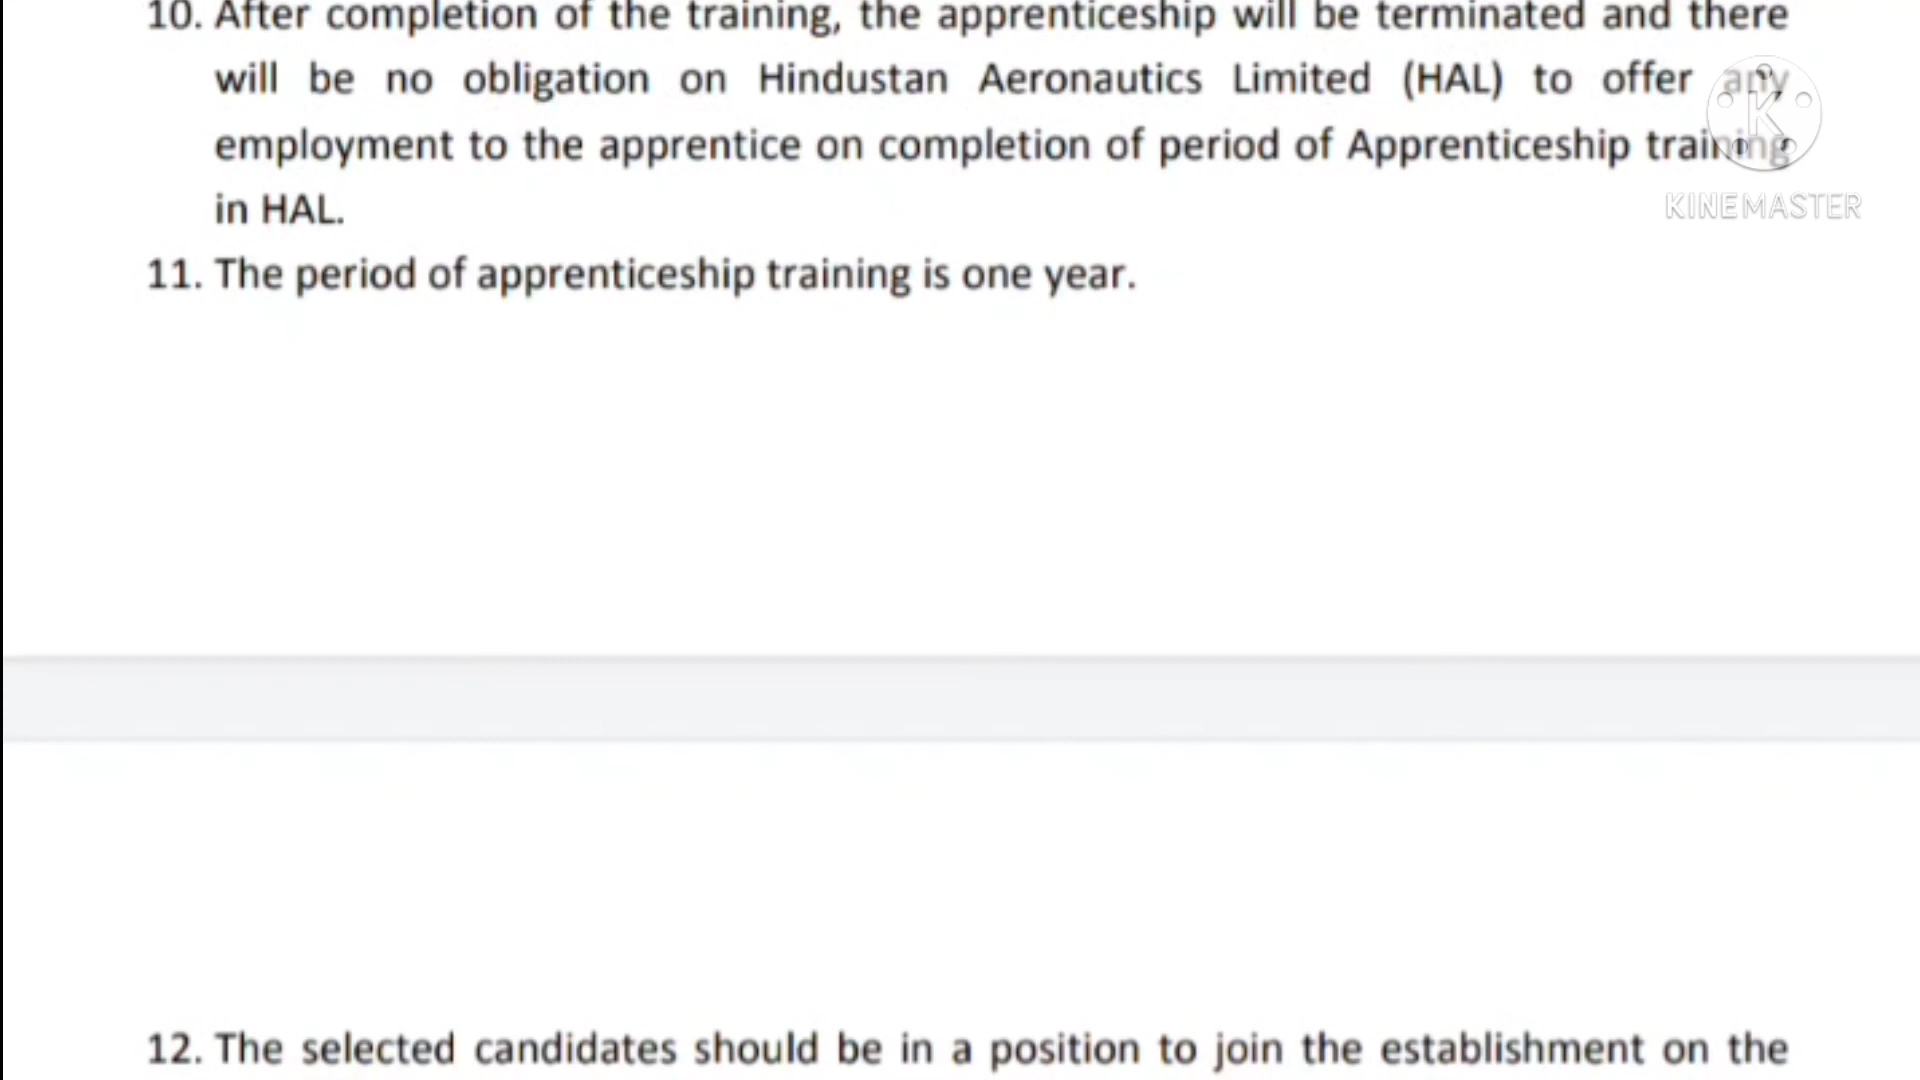 10. After completion of the training, the apprenticeship will be terminated and there
will be no obligation on Hindustan Aeronautics Limited (HAL) to offer any
employment to the apprentice on completion of period of Apprenticeship training
in HAL.
KINEMASTER
11. The period of apprenticeship training is one year.
12. The selected candidates should be in a position to join the establishment on the